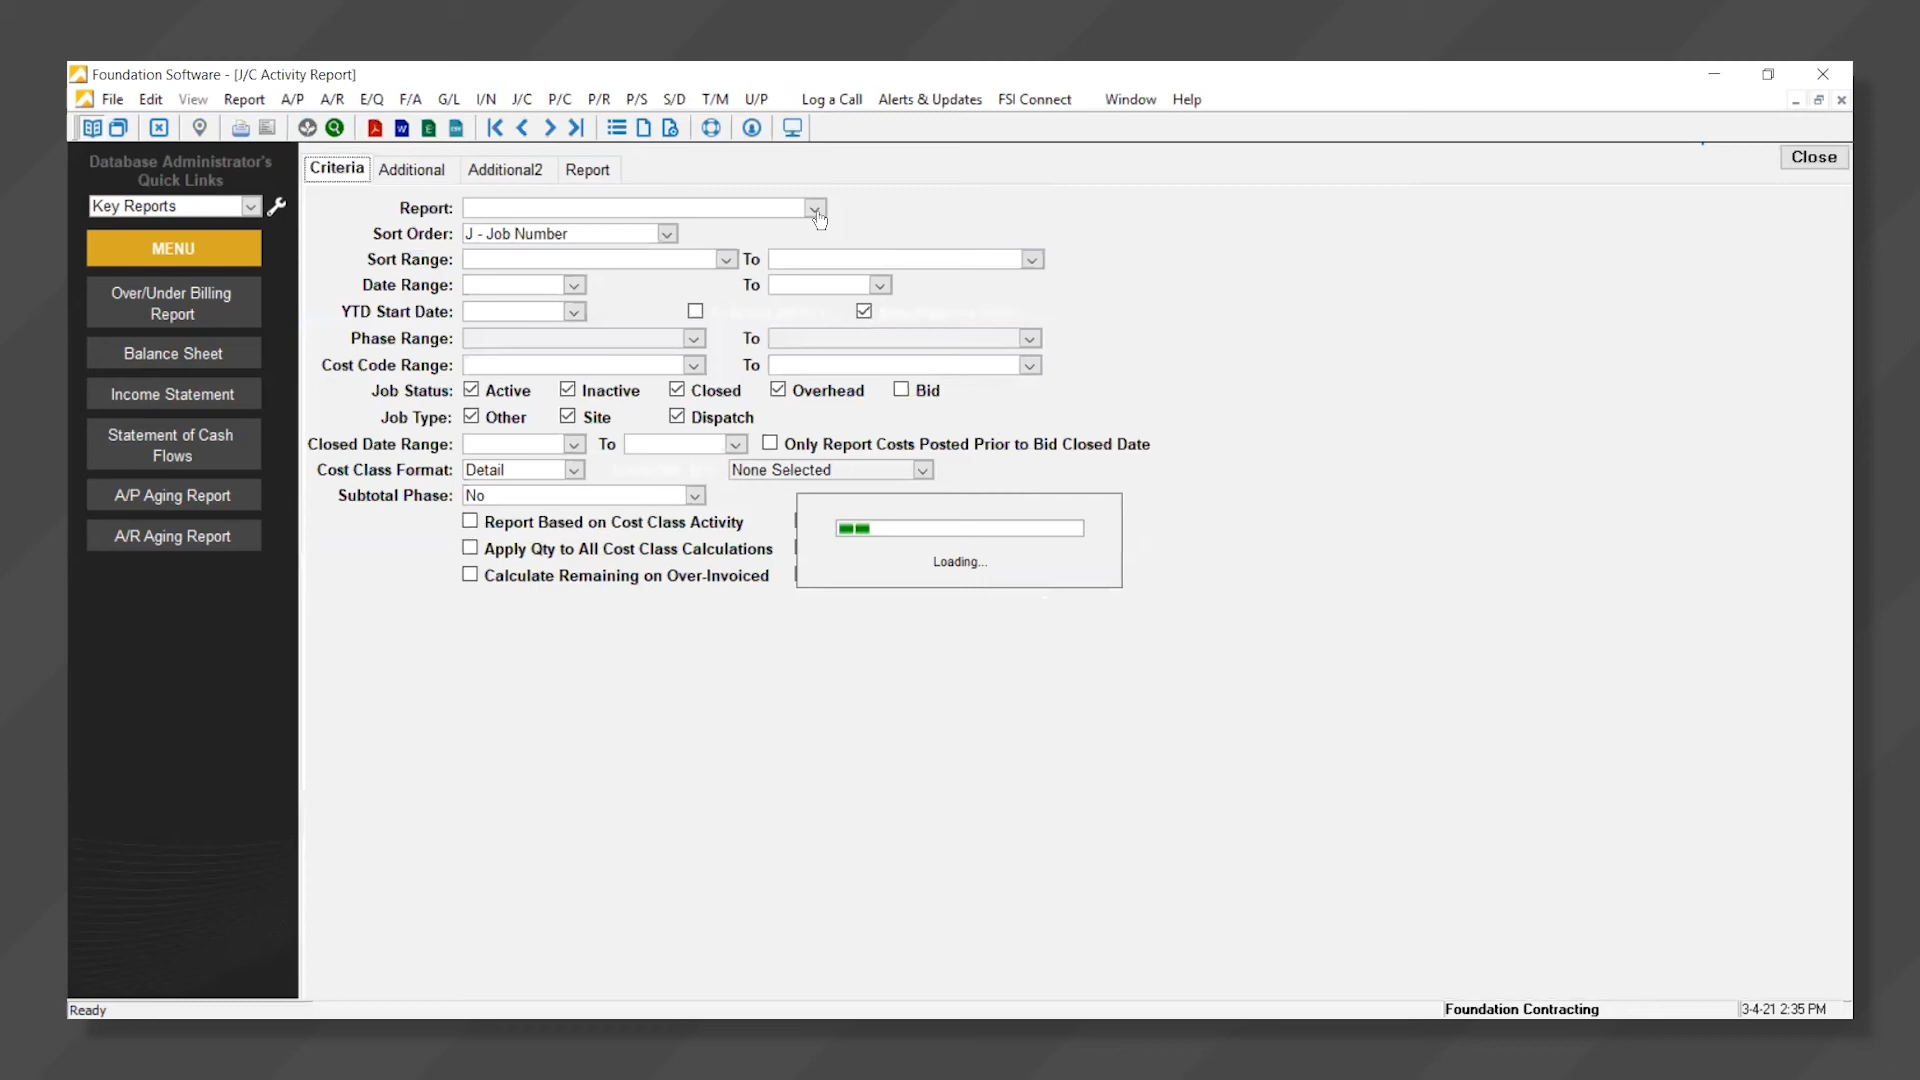 Foundation Software - [J/C Activity Report]
File Edit View Report A/P A/R E/Q F/A G/L I/N J/C P/C P/R P/S S/D T/M U/P Log a Call Alerts & Updates FSI Connect Window Help
Database Administrator's
Quick Links
Key Reports
MENU
Over/Under Billing
Report
Balance Sheet
Income Statement
Statement of Cash
Flows
A/P Aging Report
A/R Aging Report
Close
Criteria Additional Additional2 Report
Report:
Sort Order: J - Job Number
Sort Range: To
Date Range: To
YTD Start Date:
Phase Range: To
Cost Code Range: To
Job Status: Active Inactive Closed Overhead Bid
Job Type: Other Site Dispatch
Closed Date Range: To Only Report Costs Posted Prior to Bid Closed Date
Cost Class Format: Detail None Selected
Subtotal Phase: No
Report Based on Cost Class Activity
Apply Qty to All Cost Class Calculations
Calculate Remaining on Over-Invoiced
Loading...
Ready Foundation Contracting 3-4-21 2:35 PM